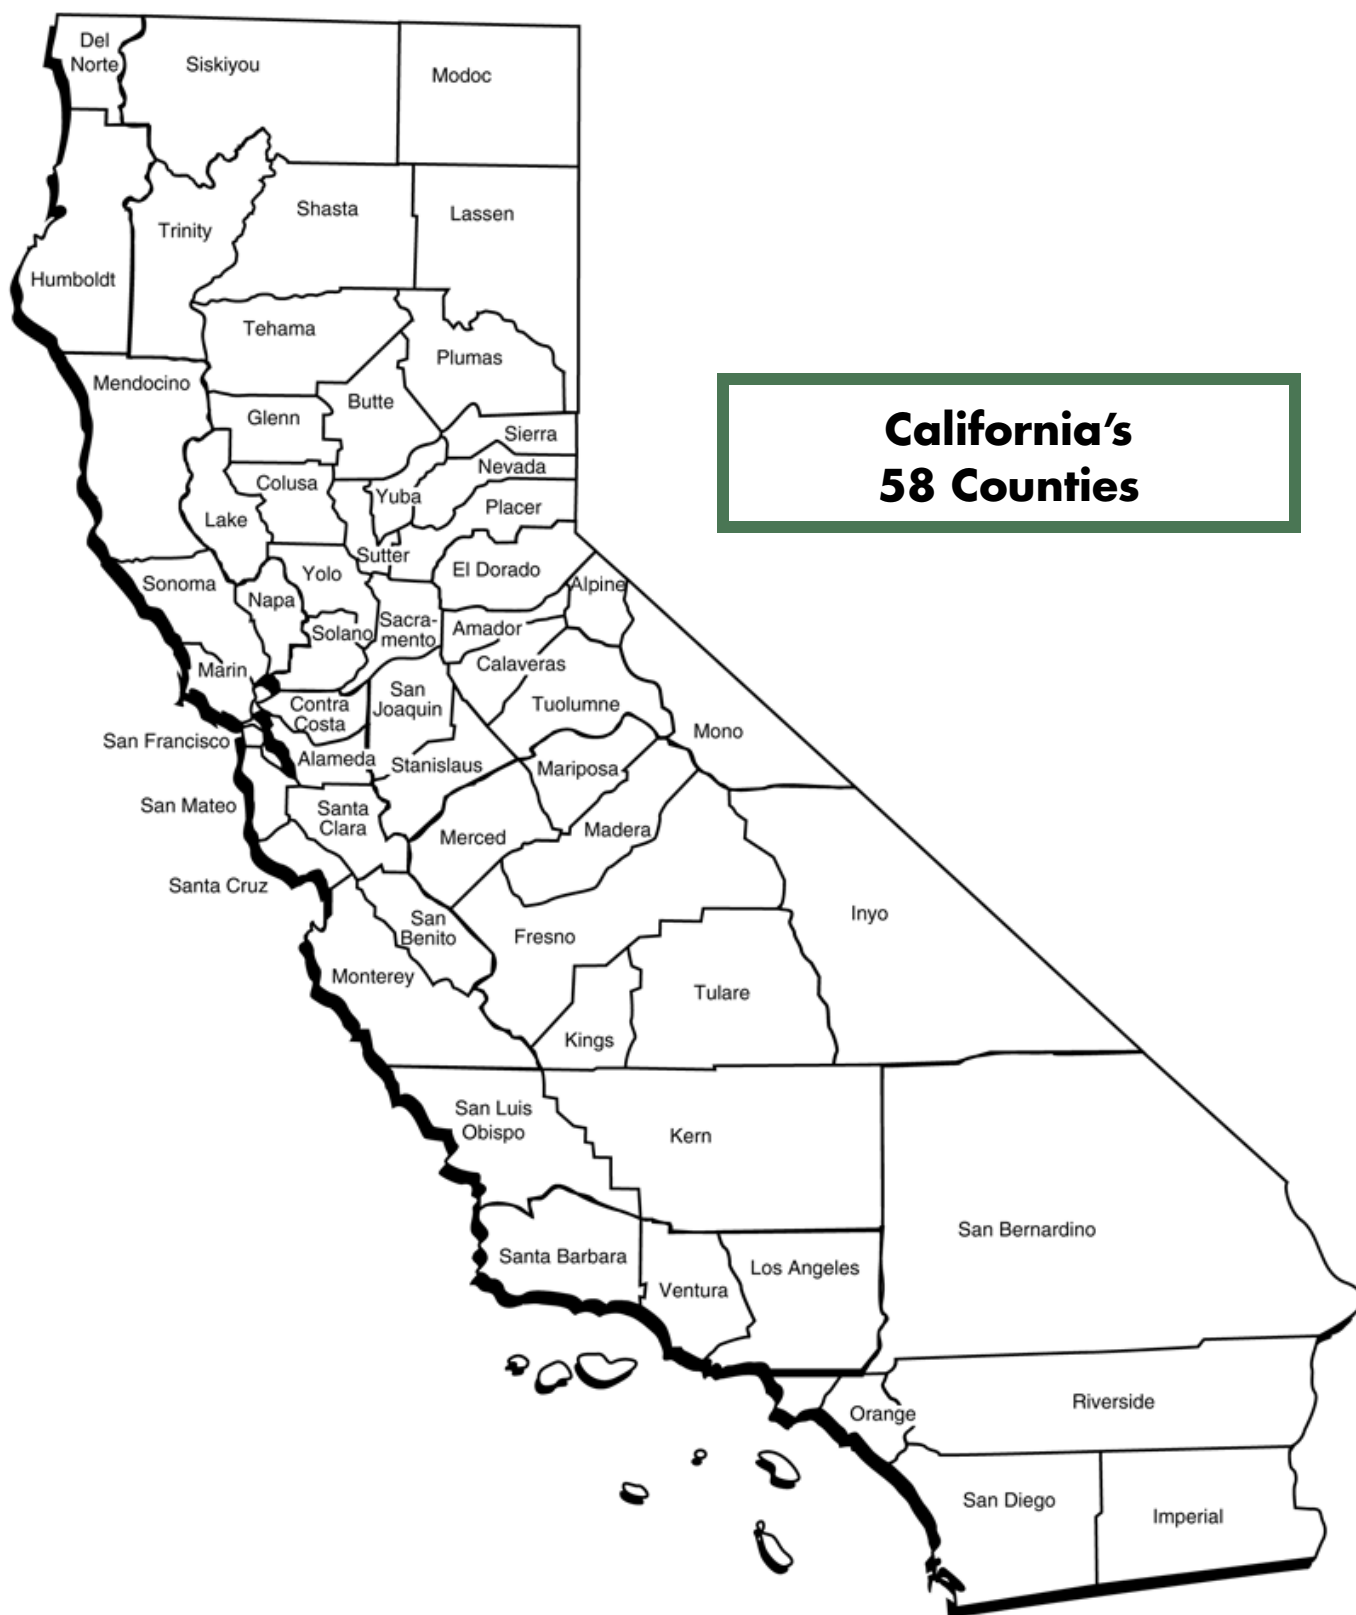 Del
Norte
Siskiyou
Modoc
Shasta
Lassen
Trinity
Humboldt
Tehama
Plumas
Mendocino
Butte
Glenn
California’s
58 Counties
Sierra
Nevada
Colusa
Yuba
Placer
Lake
Sutter
El Dorado
Yolo
Sonoma
Alpine
Napa
Sacra-
mento
Solano
Amador
Marin
Calaveras
San
Joaquin
Contra
Costa
Tuolumne
Mono
San Francisco
Alameda
Stanislaus
Mariposa
San Mateo
Santa
Clara
Merced
Madera
Santa Cruz
Inyo
San
Benito
Fresno
Monterey
Tulare
Kings
San Luis
Obispo
Kern
San Bernardino
Santa Barbara
Los Angeles
Ventura
Riverside
Orange
San Diego
Imperial